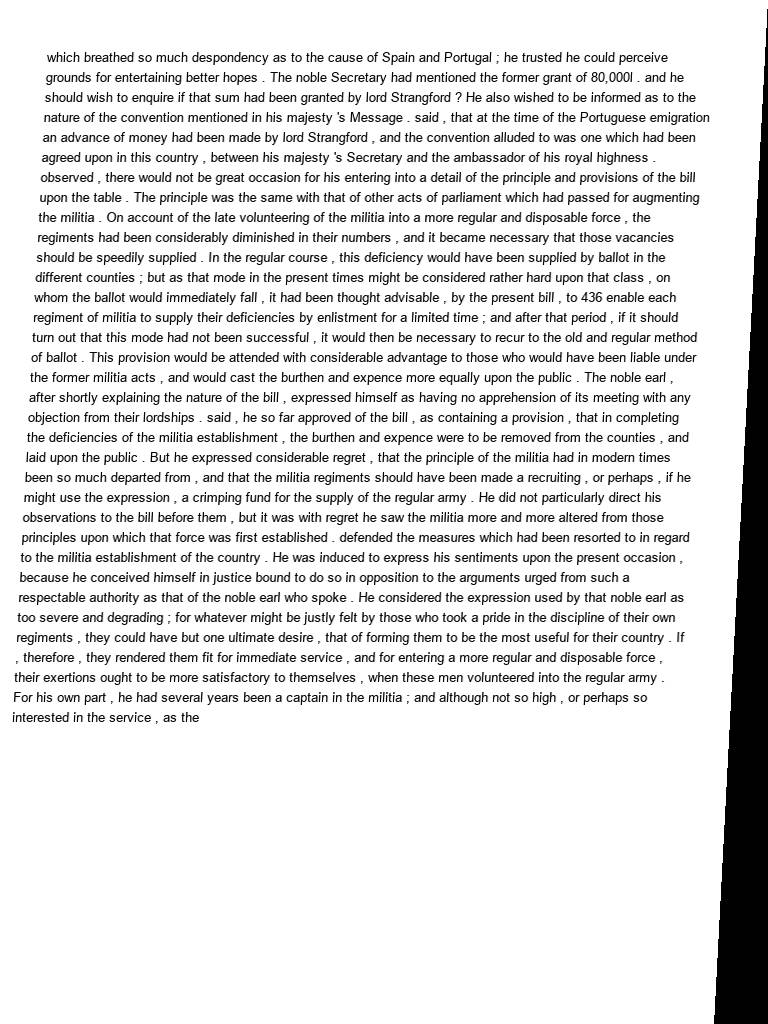 which breathed so much despondency as to the cause of Spain and Portugal ; he trusted he could perceive
grounds for entertaining better hopes . The noble Secretary had mentioned the former grant of 80,000l . and he
should wish to enquire if that sum had been granted by lord Strangford ? He also wished to be informed as to the
nature of the convention mentioned in his majesty 's Message . said , that at the time of the Portuguese emigration
an advance of money had been made by lord Strangford , and the convention alluded to was one which had been
agreed upon in this country , between his majesty 's Secretary and the ambassador of his royal highness .
observed , there would not be great occasion for his entering into a detail of the principle and provisions of the bill
upon the table . The principle was the same with that of other acts of parliament which had passed for augmenting
the militia . On account of the late volunteering of the militia into a more regular and disposable force , the
regiments had been considerably diminished in their numbers , and it became necessary that those vacancies
should be speedily supplied . In the regular course , this deficiency would have been supplied by ballot in the
different counties ; but as that mode in the present times might be considered rather hard upon that class , on
whom the ballot would immediately fall , it had been thought advisable , by the present bill , to 436 enable each
regiment of militia to supply their deficiencies by enlistment for a limited time ; and after that period , if it should
turn out that this mode had not been successful , it would then be necessary to recur to the old and regular method
of ballot . This provision would be attended with considerable advantage to those who would have been liable under
the former militia acts , and would cast the burthen and expence more equally upon the public . The noble earl ,
after shortly explaining the nature of the bill , expressed himself as having no apprehension of its meeting with any
objection from their lordships . said , he so far approved of the bill , as containing a provision , that in completing
the deficiencies of the militia establishment , the burthen and expence were to be removed from the counties , and
laid upon the public . But he expressed considerable regret , that the principle of the militia had in modern times
been so much departed from , and that the militia regiments should have been made a recruiting , or perhaps , if he
might use the expression , a crimping fund for the supply of the regular army . He did not particularly direct his
observations to the bill before them , but it was with regret he saw the militia more and more altered from those
principles upon which that force was first established . defended the measures which had been resorted to in regard
to the militia establishment of the country . He was induced to express his sentiments upon the present occasion ,
because he conceived himself in justice bound to do so in opposition to the arguments urged from such a
respectable authority as that of the noble earl who spoke . He considered the expression used by that noble earl as
too severe and degrading ; for whatever might be justly felt by those who took a pride in the discipline of their own
regiments , they could have but one ultimate desire , that of forming them to be the most useful for their country . If
, therefore , they rendered them fit for immediate service , and for entering a more regular and disposable force ,
their exertions ought to be more satisfactory to themselves , when these men volunteered into the regular army .
For his own part , he had several years been a captain in the militia ; and although not so high , or perhaps so
interested in the service , as the